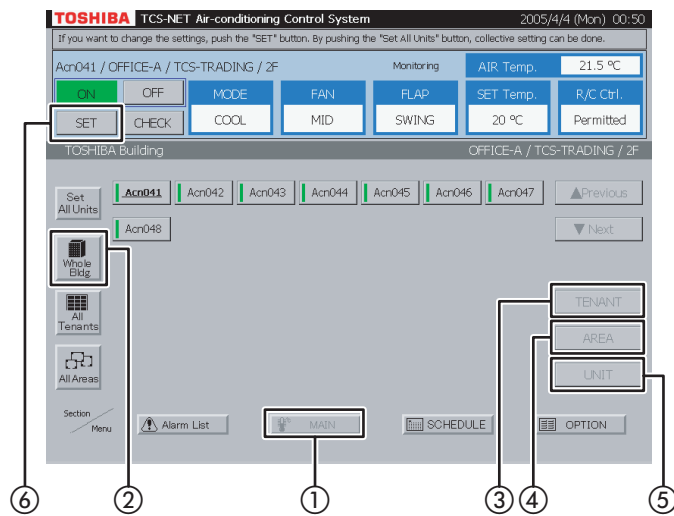 TOSHIBA TCS-NET Air-conditioning Control System 2005/4/4 (Mon) 00:50
If you want to change the settings, push the "SET" button. By pushing the "Set All Units" button, collective setting can be done.
Acn041 / OFFICE-A / TCS-TRADING / 2F Monitoring AIR Temp. 21.5 ºC
ON OFF MODE FAN FLAP SET Temp. R/C Ctrl.
SET CHECK COOL MID SWING 20 ºC Permitted
TOSHIBA Building OFFICE-A / TCS-TRADING / 2F
Set All Units
Acn041 Acn042 Acn043 Acn044 Acn045 Acn046 Acn047 ▲Previous
Acn048 ▼ Next
Whole
Bldg
All
Tenants
TENANT
AREA
All Areas
UNIT
Section / Menu
Alarm List MAIN SCHEDULE OPTION
⑥ ② ① ③ ④ ⑤